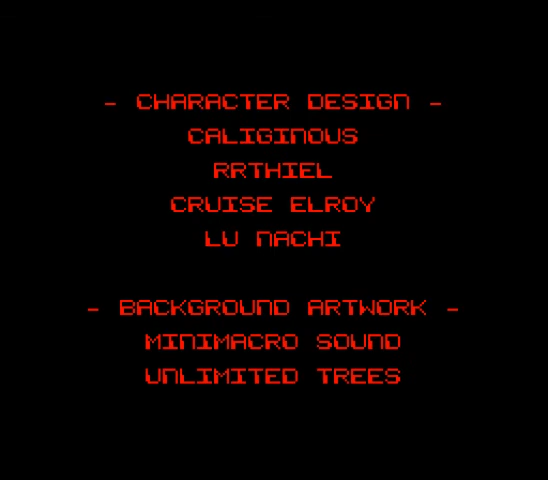 - CHARACTER DESIGN -
CALIGINOUS
RRTHIEL
CRUISE ELROY
LU NACHI
- BACKGROUND ARTWORK -
MINIMACRO SOUND
UNLIMITED TREES